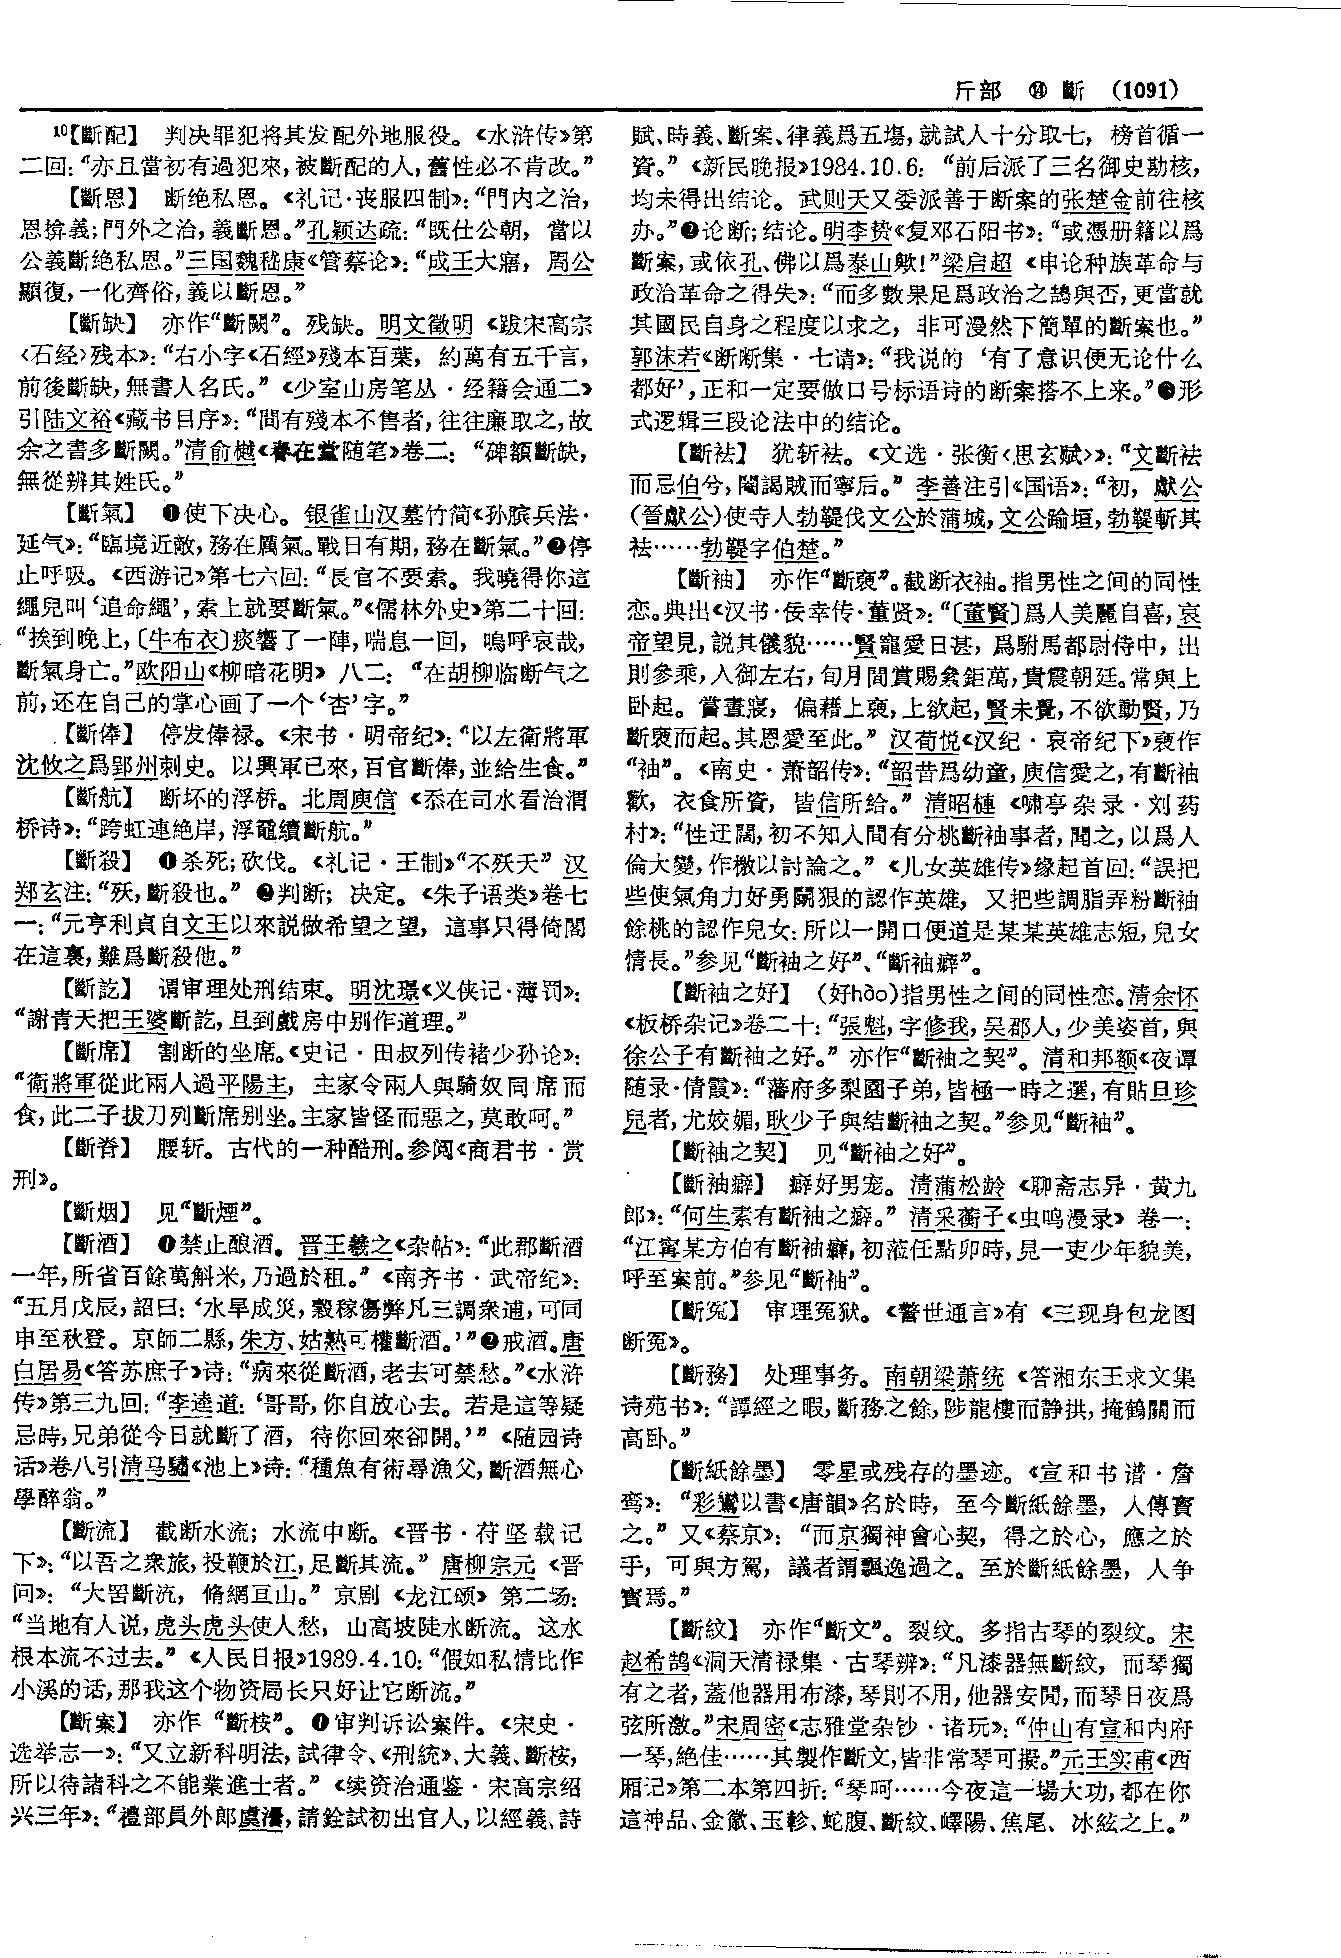 斤部 ⑭ 斷 (1091)
¹⁰【斷配】 判决罪犯将其发配外地服役。《水浒传》第
二回：“亦且當初有過犯來，被斷配的人，舊性必不肯改。”
【斷恩】 断绝私恩。《礼记·丧服四制》：“門内之治，
恩揜義；門外之治，義斷恩。”孔颖达疏：“既仕公朝，當以
公義斷绝私恩。”三国魏嵇康《管蔡论》：“成王大寤，周公
顯復，一化齊俗，義以斷恩。”
【斷缺】 亦作“斷闕”。残缺。明文徵明《跋宋高宗
〈石经〉残本》：“右小字《石經》殘本百葉，約萬有五千言，
前後斷缺，無書人名氏。”《少室山房笔丛·经籍会通二》
引陆文裕《藏书目序》：“間有殘本不售者，往往廉取之，故
余之書多斷闕。”清俞樾《春在堂随笔》卷二：“碑額斷缺，
無從辨其姓氏。”
【斷氣】 ❶使下决心。银雀山汉墓竹简《孙膑兵法·
延气》：“臨境近敵，務在厲氣。戰日有期，務在斷氣。”❷停
止呼吸。《西游记》第七六回：“長官不要索。我曉得你這
繩兒叫‘追命繩’，索上就要斷氣。”《儒林外史》第二十回：
“挨到晚上，〔牛布衣〕痰響了一陣，喘息一回，嗚呼哀哉，
斷氣身亡。”欧阳山《柳暗花明》八二：“在胡柳临断气之
前，还在自己的掌心画了一个‘杏’字。”
【斷俸】 停发俸禄。《宋书·明帝纪》：“以左衛將軍
沈攸之爲郢州刺史。以興軍已來，百官斷俸，並給生食。”
【斷航】 断坏的浮桥。北周庾信《忝在司水看治渭
桥诗》：“跨虹連絶岸，浮黿續斷航。”
【斷殺】 ❶杀死；砍伐。《礼记·王制》“不殀夭” 汉
郑玄注：“殀，斷殺也。” ❷判断；决定。《朱子语类》卷七
一：“元亨利貞自文王以來説做希望之望，這事只得倚閣
在這裏，難爲斷殺他。”
【斷訖】 谓审理处刑结束。明沈璟《义侠记·薄罚》：
“謝青天把王婆斷訖，且到戲房中别作道理。”
【斷席】 割断的坐席。《史记·田叔列传褚少孙论》：
“衛將軍從此兩人過平陽主，主家令兩人與騎奴同席而
食，此二子拔刀列斷席别坐。主家皆怪而惡之，莫敢呵。”
【斷脊】 腰斩。古代的一种酷刑。参阅《商君书·赏
刑》。
【斷烟】 见“斷煙”。
【斷酒】 ❶禁止酿酒。晋王羲之《杂帖》：“此郡斷酒
一年，所省百餘萬斛米，乃過於租。”《南齐书·武帝纪》：
“五月戊辰，詔曰：‘水旱成災，穀稼傷弊凡三調衆逋，可同
申至秋登。京師二縣，朱方、姑熟可權斷酒。’”❷戒酒。唐
白居易《答苏庶子》诗：“病來從斷酒，老去可禁愁。”《水浒
传》第三九回：“李逵道：‘哥哥，你自放心去。若是這等疑
忌時，兄弟從今日就斷了酒，待你回來卻開。’”《随园诗
话》卷八引清马驌《池上》诗：“種魚有術尋漁父，斷酒無心
學醉翁。”
【斷流】 截断水流；水流中断。《晋书·苻坚载记
下》：“以吾之衆旅，投鞭於江，足斷其流。”唐柳宗元《晋
问》：“大罟斷流，脩網亘山。”京剧《龙江颂》第二场：
“当地有人说，虎头虎头使人愁，山高坡陡水断流。这水
根本流不过去。”《人民日报》1989.4.10：“假如私情比作
小溪的话，那我这个物资局长只好让它断流。”
【斷案】 亦作“斷桉”。❶审判诉讼案件。《宋史·
选举志一》：“又立新科明法，試律令、《刑統》、大義、斷桉，
所以待諸科之不能業進士者。”《续资治通鉴·宋高宗绍
兴三年》：“禮部員外郎虞澐，請銓試初出官人，以經義、詩
賦、時義、斷案、律義爲五場，就試人十分取七，榜首循一
資。”《新民晚报》1984.10.6：“前后派了三名御史勘核，
均未得出结论。武则天又委派善于断案的张楚金前往核
办。”❷论断；结论。明李贽《复邓石阳书》：“或憑册籍以爲
斷案，或依孔、佛以爲泰山歟！”梁启超《申论种族革命与
政治革命之得失》：“而多數果足爲政治之鵠與否，更當就
其國民自身之程度以求之，非可漫然下簡單的斷案也。”
郭沫若《断断集·七请》：“我说的‘有了意识便无论什么
都好’，正和一定要做口号标语诗的断案搭不上来。”❸形
式逻辑三段论法中的结论。
【斷袪】 犹斩袪。《文选·张衡〈思玄赋〉》：“文斷袪
而忌伯兮，閹謁賊而寧后。”李善注引《国语》：“初，獻公
（晉獻公）使寺人勃鞮伐文公於蒲城，文公踰垣，勃鞮斬其
袪……勃鞮字伯楚。”
【斷袖】 亦作“斷褎”。截断衣袖。指男性之间的同性
恋。典出《汉书·佞幸传·董贤》：“〔董賢〕爲人美麗自喜，哀
帝望見，説其儀貌……賢寵愛日甚，爲駙馬都尉侍中，出
則參乘，入御左右，旬月間賞賜絫鉅萬，貴震朝廷。常與上
卧起。嘗晝寢，偏藉上褎，上欲起，賢未覺，不欲動賢，乃
斷褎而起。其恩愛至此。”汉荀悦《汉纪·哀帝纪下》褎作
“袖”。《南史·萧韶传》：“韶昔爲幼童，庾信愛之，有斷袖
歡，衣食所資，皆信所給。”清昭槤《啸亭杂录·刘药
村》：“性迂闊，初不知人間有分桃斷袖事者，聞之，以爲人
倫大變，作檄以討論之。”《儿女英雄传》缘起首回：“誤把
些使氣角力好勇鬭狠的認作英雄，又把些調脂弄粉斷袖
餘桃的認作兒女：所以一開口便道是某某英雄志短，兒女
情長。”参见“斷袖之好”、“斷袖癖”。
【斷袖之好】 （好hǎo）指男性之间的同性恋。清余怀
《板桥杂记》卷二十：“張魁，字修我，吴郡人，少美姿首，與
徐公子有斷袖之好。”亦作“斷袖之契”。清和邦额《夜谭
随录·倩霞》：“藩府多梨園子弟，皆極一時之選，有貼旦珍
兒者，尤姣媚，耿少子與結斷袖之契。”参见“斷袖”。
【斷袖之契】 见“斷袖之好”。
【斷袖癖】 癖好男宠。清蒲松龄《聊斋志异·黄九
郎》：“何生素有斷袖之癖。”清采蘅子《虫鸣漫录》卷一：
“江寗某方伯有斷袖癖，初蒞任點卯時，見一吏少年貌美，
呼至案前。”参见“斷袖”。
【斷冤】 审理冤狱。《警世通言》有《三现身包龙图
断冤》。
【斷務】 处理事务。南朝梁萧统《答湘东王求文集
诗苑书》：“譚經之暇，斷務之餘，陟龍樓而静拱，掩鶴關而
高卧。”
【斷紙餘墨】 零星或残存的墨迹。《宣和书谱·詹
鸾》：“彩鸞以書《唐韻》名於時，至今斷紙餘墨，人傳寳
之。”又《蔡京》：“而京獨神會心契，得之於心，應之於
手，可與方駕，議者謂飄逸過之。至於斷紙餘墨，人争
寳焉。”
【斷紋】 亦作“斷文”。裂纹。多指古琴的裂纹。宋
赵希鹄《洞天清禄集·古琴辨》：“凡漆器無斷紋，而琴獨
有之者，蓋他器用布漆，琴則不用，他器安閒，而琴日夜爲
弦所激。”宋周密《志雅堂杂钞·诸玩》：“仲山有宣和内府
一琴，絶佳……其製作斷文，皆非常琴可擬。”元王实甫《西
厢记》第二本第四折：“琴呵……今夜這一場大功，都在你
這神品、金徽、玉軫、蛇腹、斷紋、嶧陽、焦尾、冰絃之上。”